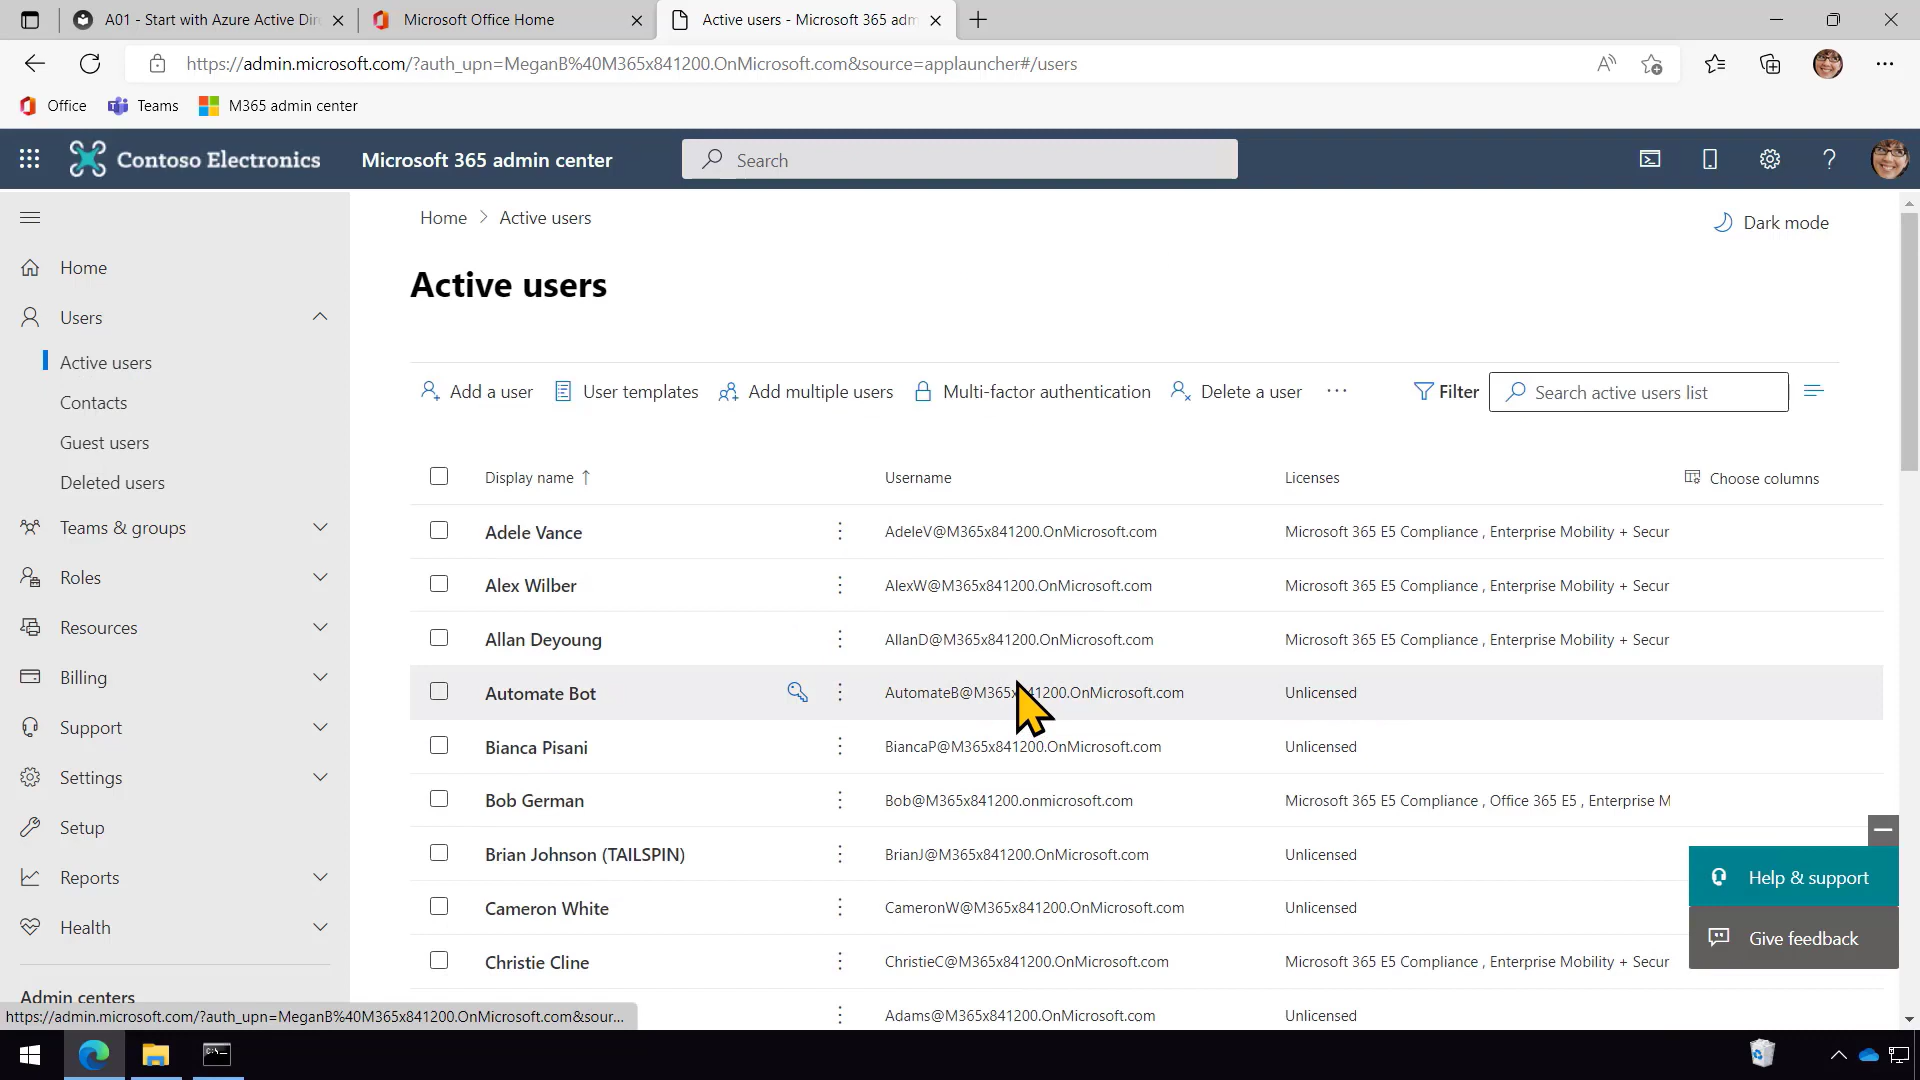 A01 - Start with Azure Active Dir
Microsoft Office Home
Active users - Microsoft 365 adm
https://admin.microsoft.com/?auth_upn=MeganB%40M365x841200.OnMicrosoft.com&source=applauncher#/users
Office
Teams
M365 admin center
Contoso Electronics
Microsoft 365 admin center
Search
Home > Active users
Dark mode
Home
Users
Active users
Contacts
Guest users
Deleted users
Teams & groups
Roles
Resources
Billing
Support
Settings
Setup
Reports
Health
Admin centers
Active users
Add a user
User templates
Add multiple users
Multi-factor authentication
Delete a user
Filter
Search active users list
Display name ↑ Username Licenses Choose columns
Adele Vance AdeleV@M365x841200.OnMicrosoft.com Microsoft 365 E5 Compliance , Enterprise Mobility + Secur
Alex Wilber AlexW@M365x841200.OnMicrosoft.com Microsoft 365 E5 Compliance , Enterprise Mobility + Secur
Allan Deyoung AllanD@M365x841200.OnMicrosoft.com Microsoft 365 E5 Compliance , Enterprise Mobility + Secur
Automate Bot AutomateB@M365x841200.OnMicrosoft.com Unlicensed
Bianca Pisani BiancaP@M365x841200.OnMicrosoft.com Unlicensed
Bob German Bob@M365x841200.onmicrosoft.com Microsoft 365 E5 Compliance , Office 365 E5 , Enterprise M
Brian Johnson (TAILSPIN) BrianJ@M365x841200.OnMicrosoft.com Unlicensed
Cameron White CameronW@M365x841200.OnMicrosoft.com Unlicensed
Christie Cline ChristieC@M365x841200.OnMicrosoft.com Microsoft 365 E5 Compliance , Enterprise Mobility + Secur
Adams@M365x841200.OnMicrosoft.com Unlicensed
Help & support
Give feedback
https://admin.microsoft.com/?auth_upn=MeganB%40M365x841200.OnMicrosoft.com&sour...